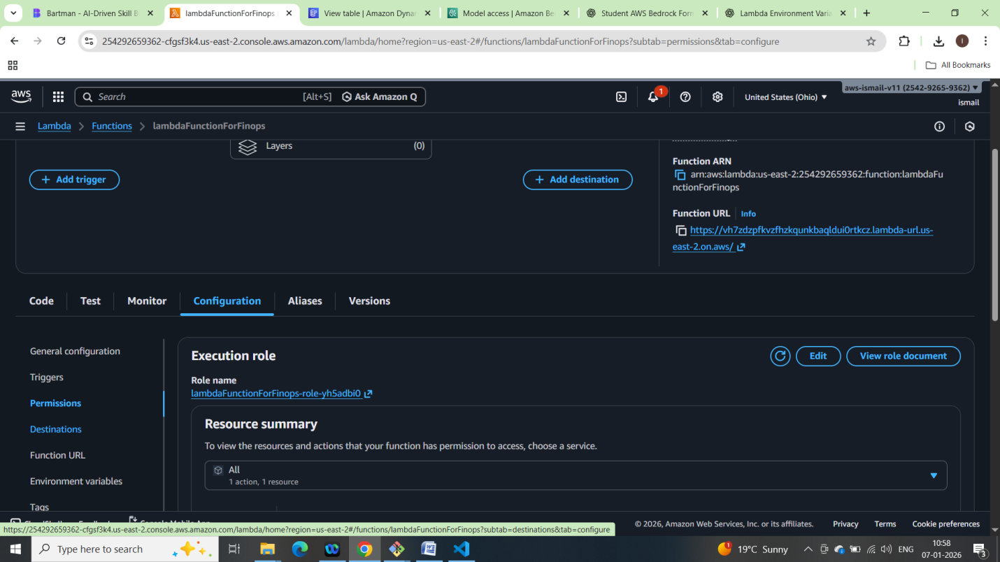 Bartman - AI-Driven Skill B
lambdaFunctionForFinops
View table | Amazon Dyna
Model access | Amazon Be
Student AWS Bedrock Form
Lambda Environment Varia
254292659362-cfgsf3k4.us-east-2.console.aws.amazon.com/lambda/home?region=us-east-2#/functions/lambdaFunctionForFinops?subtab=permissions&tab=configure
I
All Bookmarks
aws
Search
[Alt+S]
Ask Amazon Q
1
United States (Ohio)
aws-ismail-v11 (2542-9265-9362)
ismail
Lambda
Functions
lambdaFunctionForFinops
Layers
(0)
Add trigger
Add destination
Function ARN
arn:aws:lambda:us-east-2:254292659362:function:lambdaFu
nctionForFinops
Function URL
Info
https://vh7zdzpfkvzfhzkqunkbaqldui0rtkcz.lambda-url.us-
east-2.on.aws/
Code
Test
Monitor
Configuration
Aliases
Versions
General configuration
Triggers
Permissions
Destinations
Function URL
Environment variables
Tags
Execution role
Edit
View role document
Role name
lambdaFunctionForFinops-role-yh5adbi0
Resource summary
To view the resources and actions that your function has permission to access, choose a service.
All
1 action, 1 resource
© 2026, Amazon Web Services, Inc. or its affiliates.
Privacy
Terms
Cookie preferences
https://254292659362-cfgsf3k4.us-east-2.console.aws.amazon.com/lambda/home?region=us-east-2#/functions/lambdaFunctionForFinops?subtab=destinations&tab=configure
Type here to search
1
19°C Sunny
ENG
10:58
07-01-2026
3